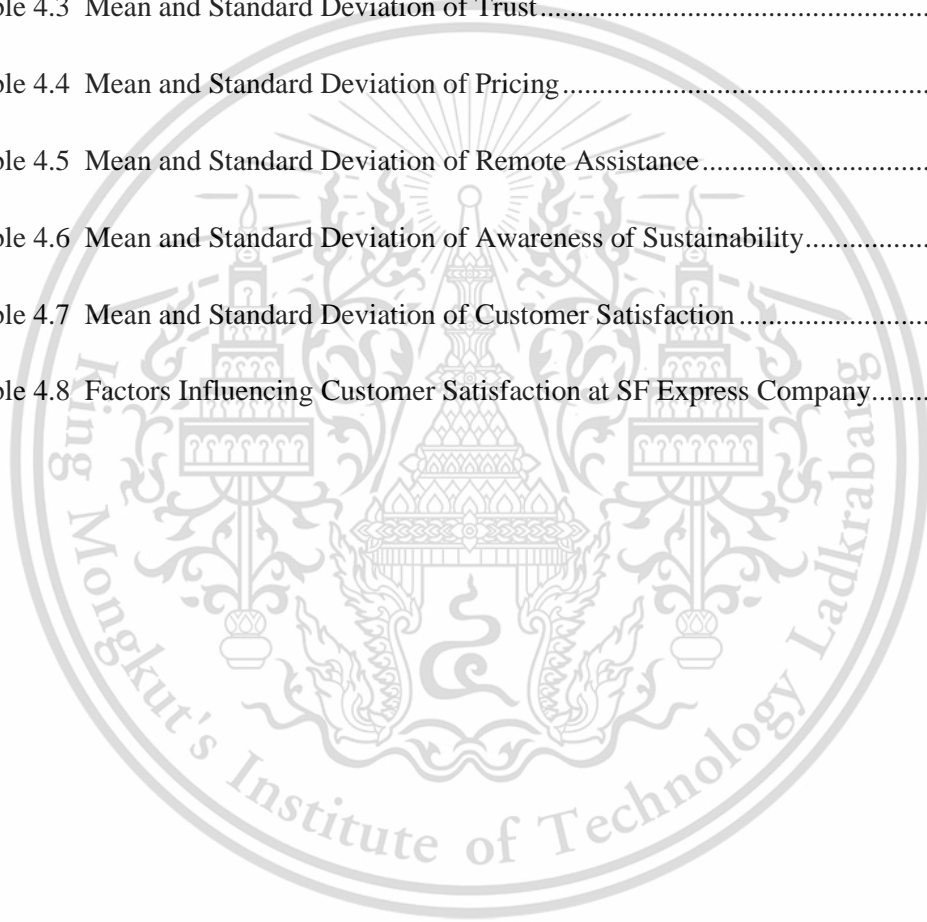 ble 4.3 Mean and Standard Deviation of Trust
ble 4.4 Mean and Standard Deviation of Pricing
ble 4.5 Mean and Standard Deviation of Remote Assistance
ble 4.6 Mean and Standard Deviation of Awareness of Sustainability
ble 4.7 Mean and Standard Deviation of Customer Satisfaction
ble 4.8 Factors Influencing Customer Satisfaction at SF Express Company
King Mongkut's Institute of Technology Ladkrabang